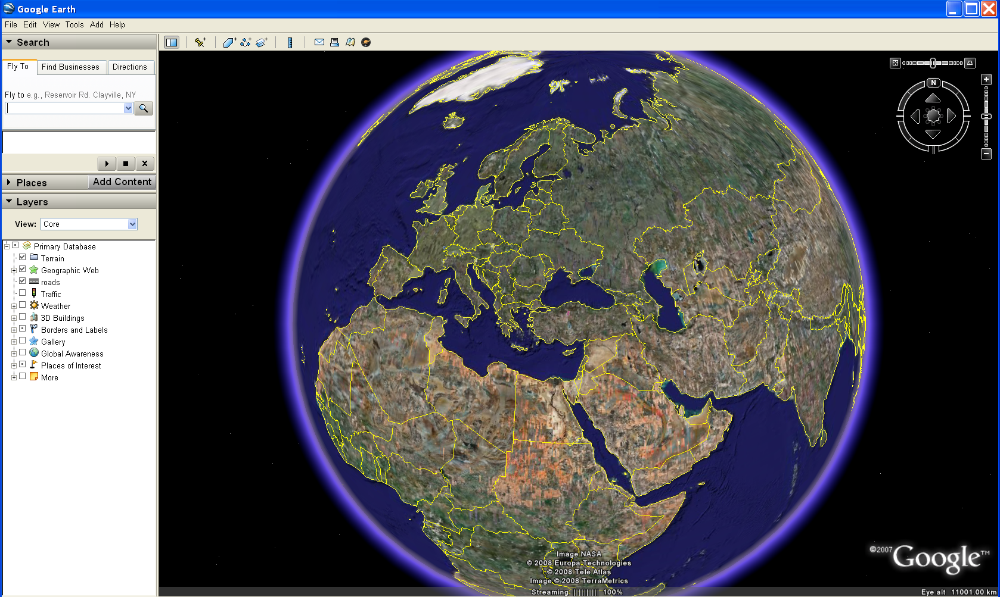 Google Earth
File Edit View Tools Add Help
Search
Fly To Find Businesses Directions
Fly to e.g., Reservoir Rd. Clayville, NY
Places Add Content
Layers
View: Core
Primary Database
Terrain
Geographic Web
roads
Traffic
Weather
3D Buildings
Borders and Labels
Gallery
Global Awareness
Places of Interest
More
N
©2007 Google™
Image NASA
© 2008 Europa Technologies
© 2008 Tele Atlas
Image © 2008 TerraMetrics
Streaming |||||||||| 100%
Eye alt 11001.00 km